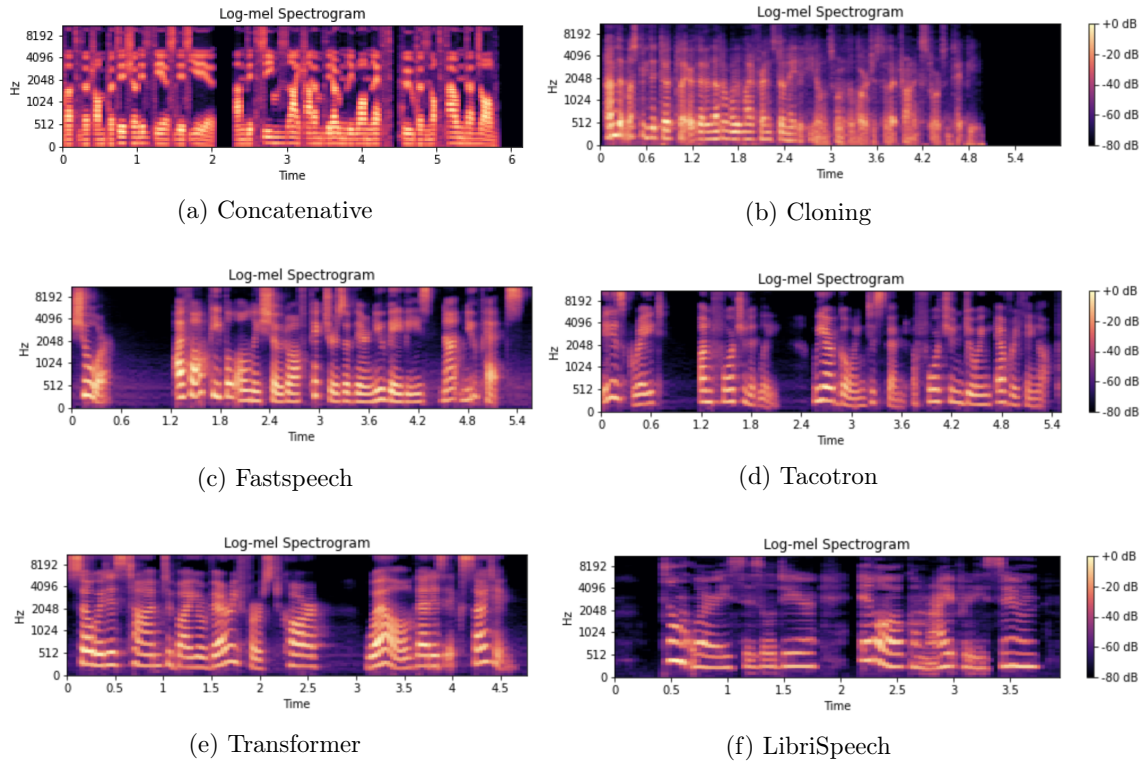 Log-mel Spectrogram
8192
4096
2048
1024
512
0
Hz
0 1 2 3 4 5 6
Time
(a) Concatenative
Log-mel Spectrogram
8192
4096
2048
1024
512
0
Hz
0 0.6 1.2 1.8 2.4 3 3.6 4.2 4.8 5.4
Time
+0 dB
-20 dB
-40 dB
-60 dB
-80 dB
(b) Cloning
Log-mel Spectrogram
8192
4096
2048
1024
512
0
Hz
0 0.6 1.2 1.8 2.4 3 3.6 4.2 4.8 5.4
Time
(c) Fastspeech
Log-mel Spectrogram
8192
4096
2048
1024
512
0
Hz
0 0.6 1.2 1.8 2.4 3 3.6 4.2 4.8 5.4
Time
+0 dB
-20 dB
-40 dB
-60 dB
-80 dB
(d) Tacotron
Log-mel Spectrogram
8192
4096
2048
1024
512
0
Hz
0 0.5 1 1.5 2 2.5 3 3.5 4 4.5
Time
(e) Transformer
Log-mel Spectrogram
8192
4096
2048
1024
512
0
Hz
0 0.5 1 1.5 2 2.5 3 3.5
Time
+0 dB
-20 dB
-40 dB
-60 dB
-80 dB
(f) LibriSpeech